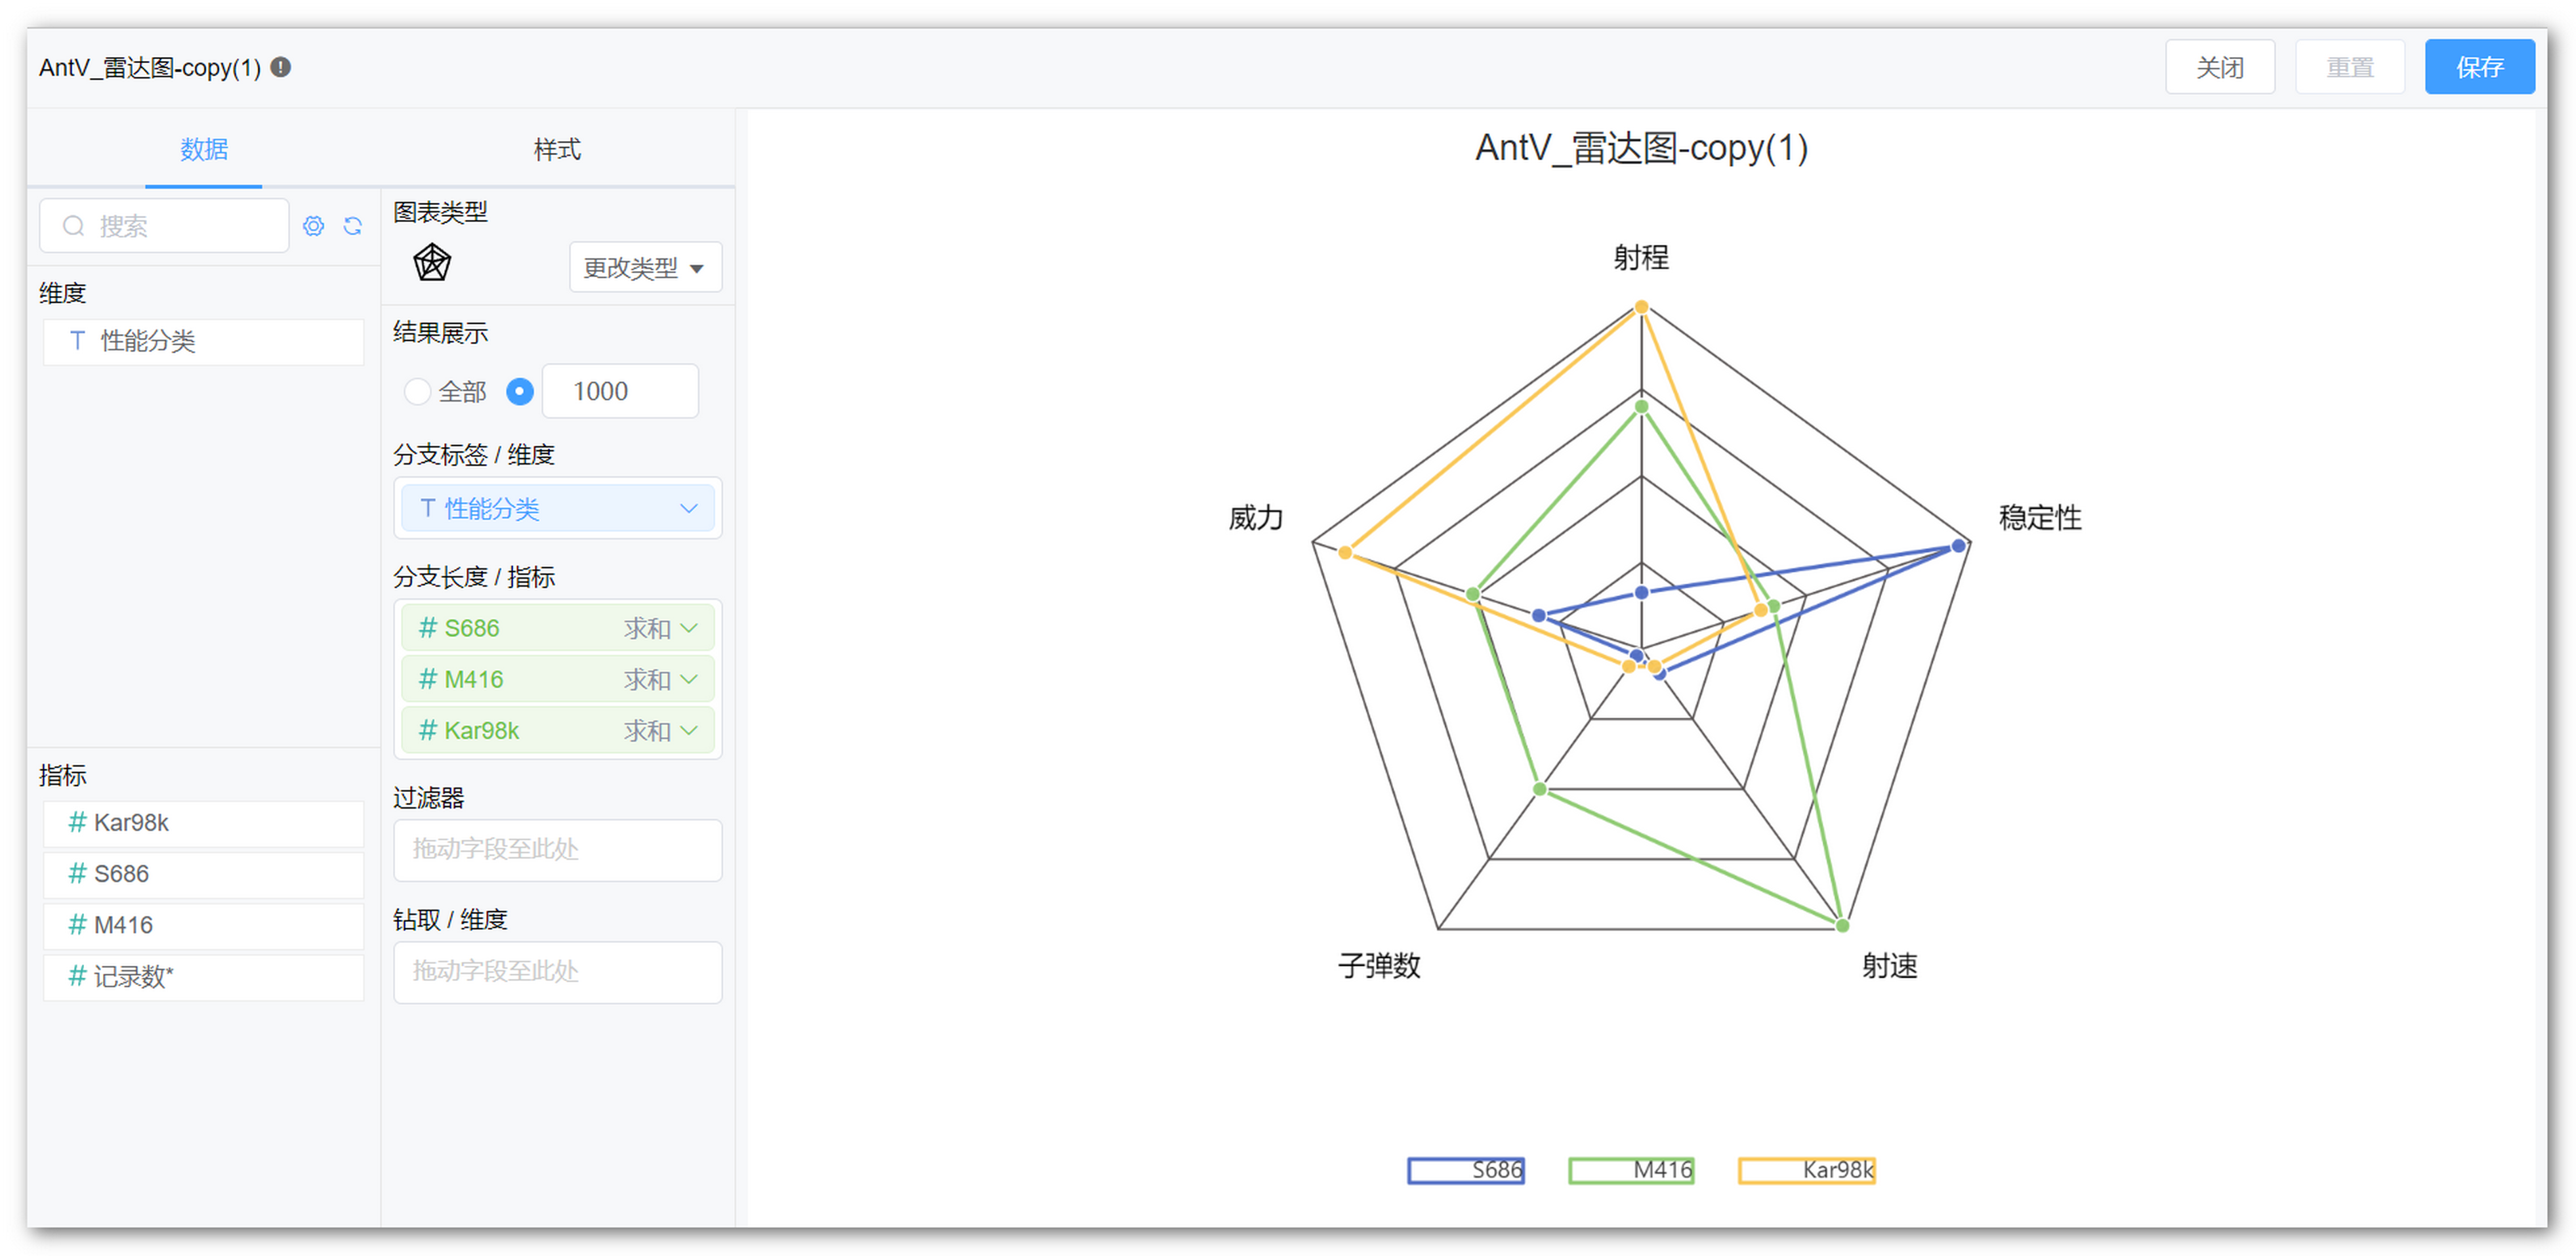 AntV_雷达图-copy(1)
关闭
重置
保存
数据
样式
搜索
维度
T 性能分类
指标
# Kar98k
# S686
# M416
# 记录数*
图表类型
更改类型
结果展示
全部
1000
分支标签 / 维度
T 性能分类
分支长度 / 指标
# S686 求和
# M416 求和
# Kar98k 求和
过滤器
拖动字段至此处
钻取 / 维度
拖动字段至此处
AntV_雷达图-copy(1)
射程
威力
稳定性
子弹数
射速
S686
M416
Kar98k